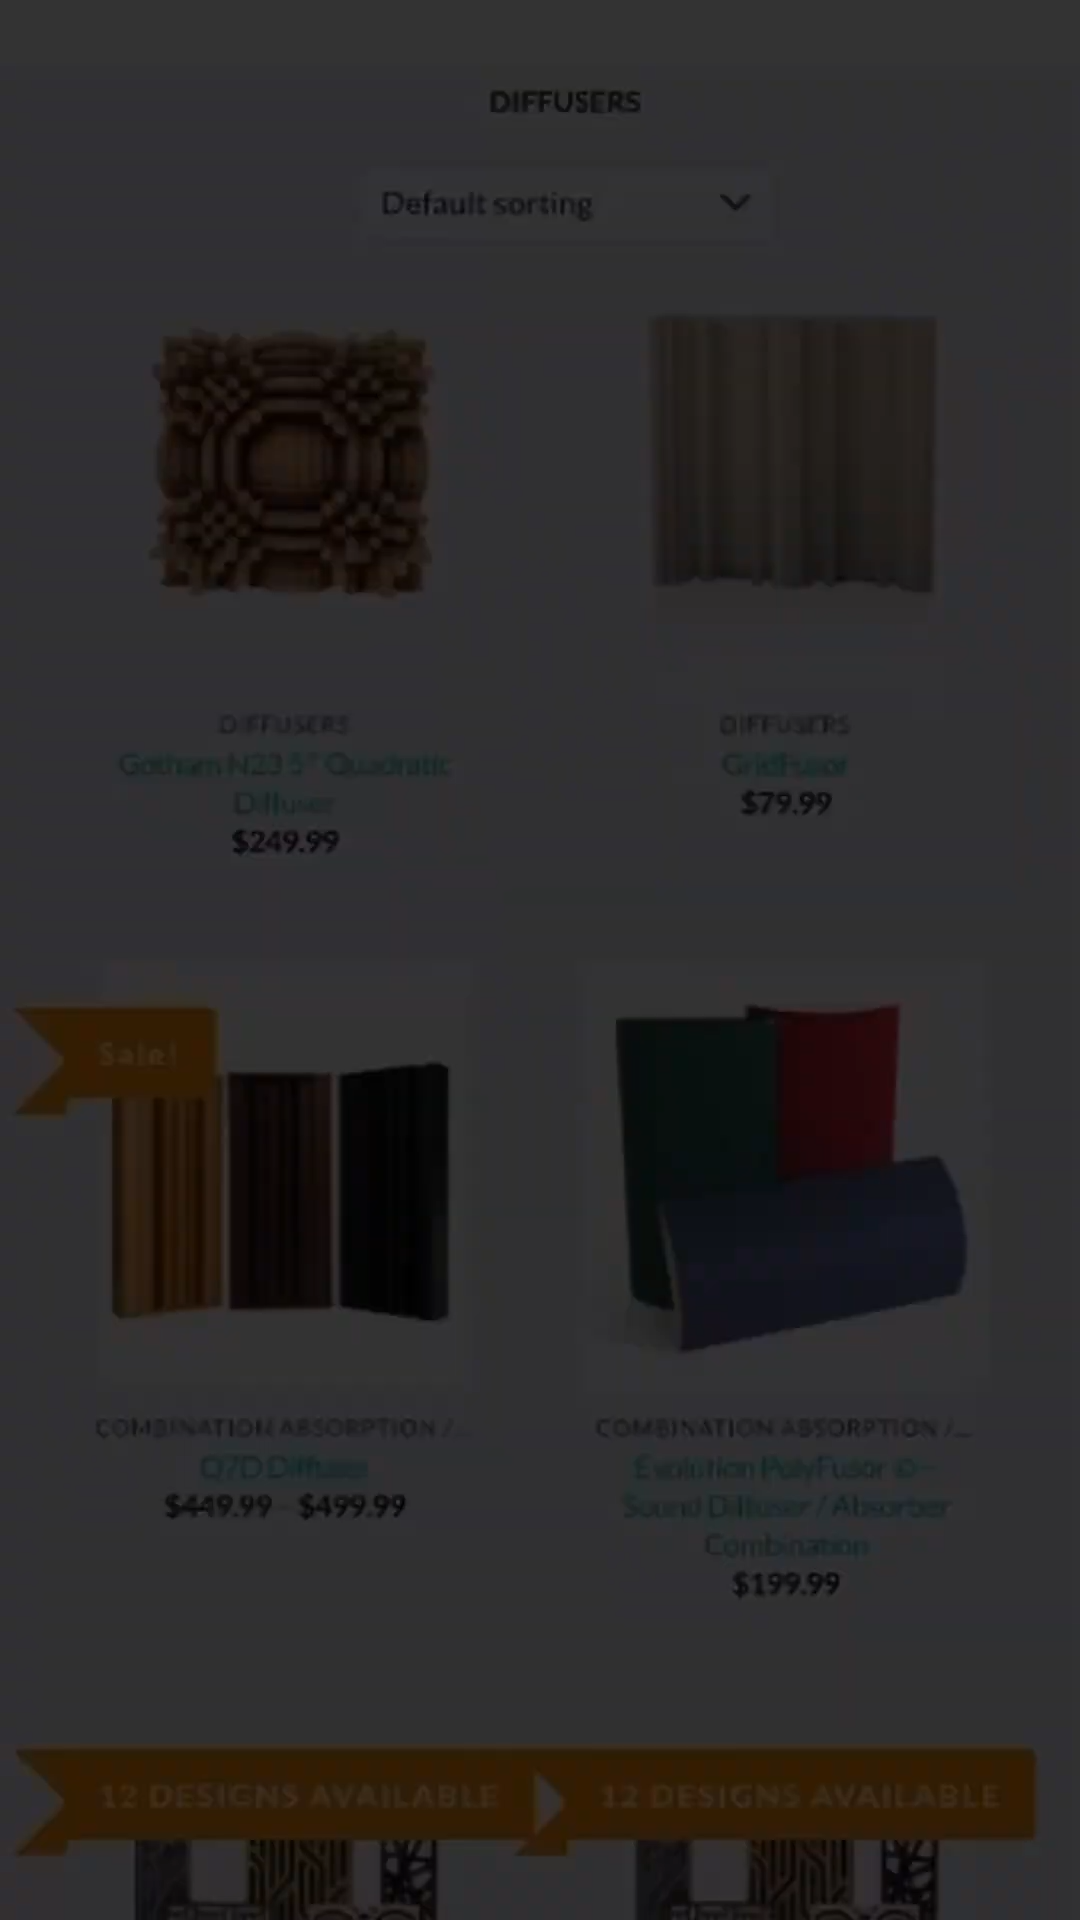 DIFFUSERS
Default sorting
DIFFUSERS
Gotham N23 5" Quadratic
Diffuser
$249.99
DIFFUSERS
GridFusor
$79.99
Sale!
COMBINATION ABSORPTION /...
Q7D Diffuser
$449.99 - $499.99
COMBINATION ABSORPTION /...
Evolution PolyFusor © –
Sound Diffuser / Absorber
Combination
$199.99
12 DESIGNS AVAILABLE
12 DESIGNS AVAILABLE